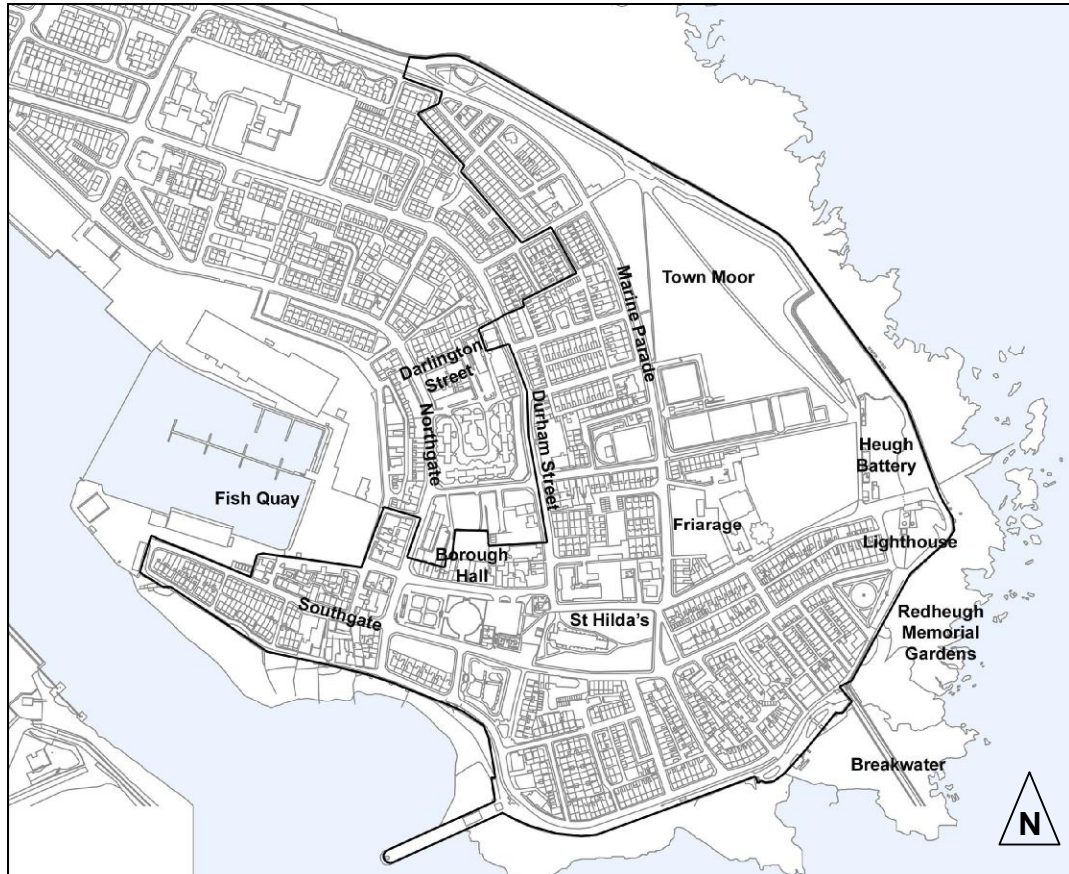 Town Moor
Marine Parade
Darlington
Street
Durham Street
Northgate
Heugh
Battery
Fish Quay
Friarage
Lighthouse
Borough
Hall
Southgate
St Hilda's
Redheugh
Memorial
Gardens
Breakwater
N